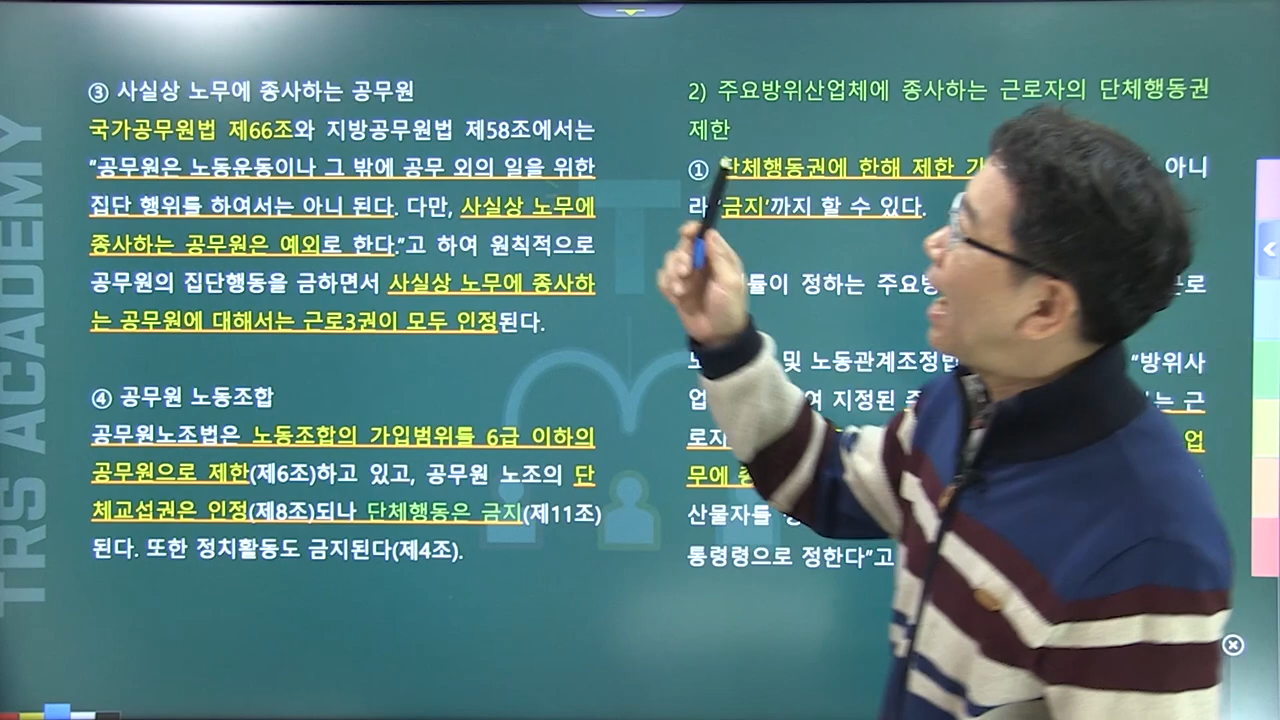 TRS ACADEMY
③ 사실상 노무에 종사하는 공무원
국가공무원법 제66조와 지방공무원법 제58조에서는
"공무원은 노동운동이나 그 밖에 공무 외의 일을 위한
집단 행위를 하여서는 아니 된다. 다만, 사실상 노무에
종사하는 공무원은 예외로 한다."고 하여 원칙적으로
공무원의 집단행동을 금하면서 사실상 노무에 종사하
는 공무원에 대해서는 근로3권이 모두 인정된다.
④ 공무원 노동조합
공무원노조법은 노동조합의 가입범위를 6급 이하의
공무원으로 제한(제6조)하고 있고, 공무원 노조의 단
체교섭권은 인정(제8조)되나 단체행동은 금지(제11조)
된다. 또한 정치활동도 금지된다(제4조).
2) 주요방위산업체에 종사하는 근로자의 단체행동권
제한
① 단체행동권에 한해 제한 아니
라 '금지'까지 할 수 있다.
정하는
및 "방위사
업 지정된 근
로자 업
무에
산물자를
통령령으로 정한다"고